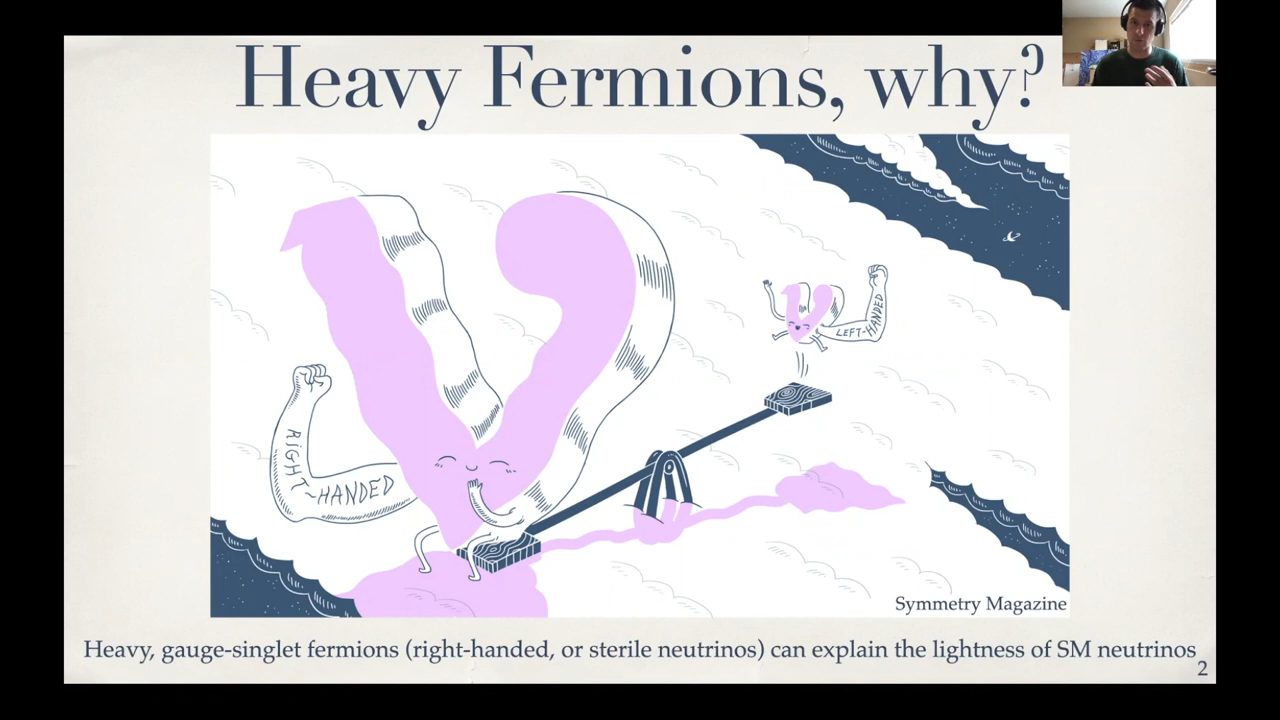 Heavy Fermions, why?
RIGHT-HANDED
LEFT-HANDED
Symmetry Magazine
Heavy, gauge-singlet fermions (right-handed, or sterile neutrinos) can explain the lightness of SM neutrinos
2